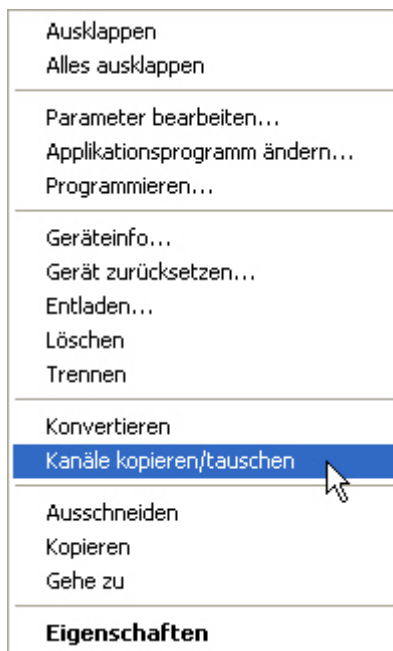 Ausklappen
Alles ausklappen
Parameter bearbeiten...
Applikationsprogramm ändern...
Programmieren...
Geräteinfo...
Gerät zurücksetzen...
Entladen...
Löschen
Trennen
Konvertieren
Kanäle kopieren/tauschen
Ausschneiden
Kopieren
Gehe zu
Eigenschaften